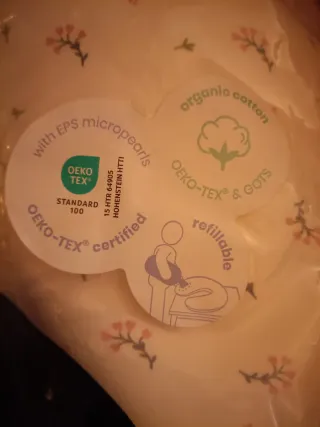 organic cotton
OEKO-TEX® & GOTS
with EPS micropearls
OEKO
TEX®
STANDARD
100
15 HTR 64905
HOHENSTEIN HTTI
OEKO-TEX® certified
refillable